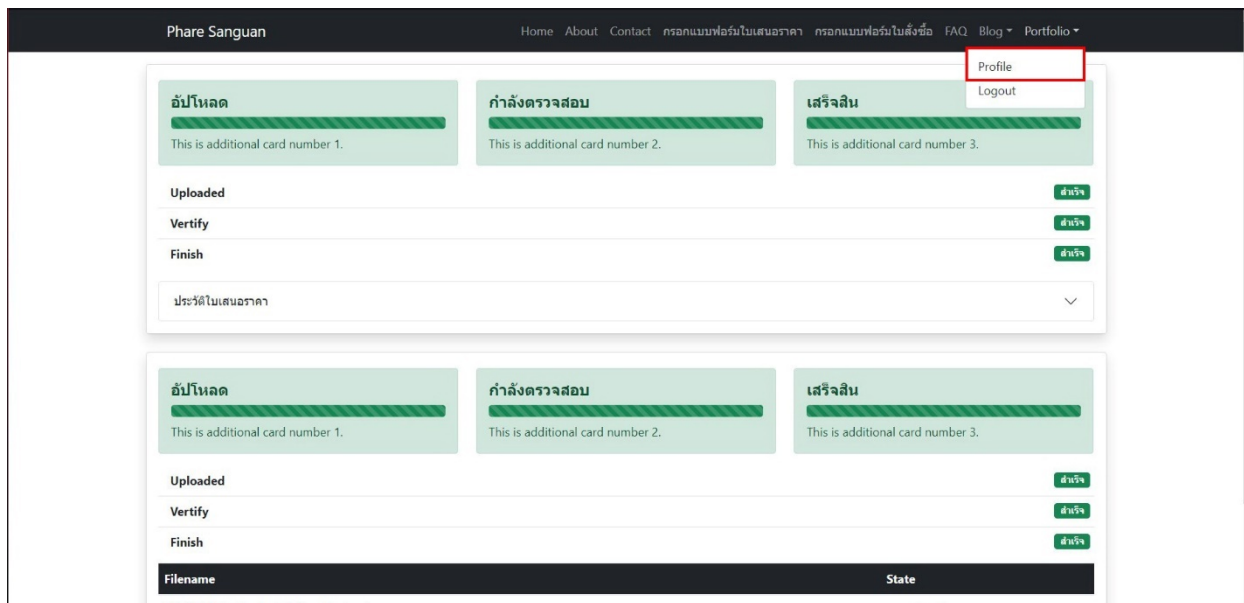 Phare Sanguan Home About Contact กรอกแบบฟอร์มใบเสนอราคา กรอกแบบฟอร์มใบสั่งซื้อ FAQ Blog Portfolio
Profile
Logout
อัปโหลด กำลังตรวจสอบ เสร็จสิน
This is additional card number 1. This is additional card number 2. This is additional card number 3.
Uploaded สำเร็จ
Vertify สำเร็จ
Finish สำเร็จ
ประวัติใบเสนอราคา
อัปโหลด กำลังตรวจสอบ เสร็จสิน
This is additional card number 1. This is additional card number 2. This is additional card number 3.
Uploaded สำเร็จ
Vertify สำเร็จ
Finish สำเร็จ
Filename State